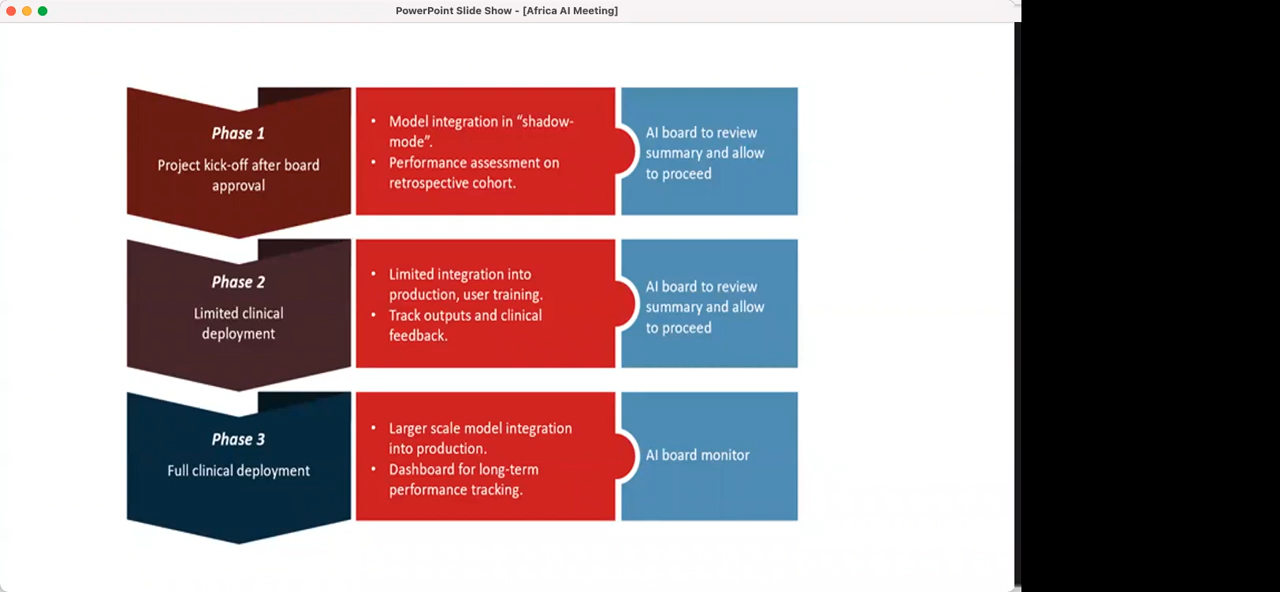 PowerPoint Slide Show - [Africa AI Meeting]
Phase 1
Project kick-off after board
approval
• Model integration in “shadow-
mode”.
• Performance assessment on
retrospective cohort.
AI board to review
summary and allow
to proceed
Phase 2
Limited clinical
deployment
• Limited integration into
production, user training.
• Track outputs and clinical
feedback.
AI board to review
summary and allow
to proceed
Phase 3
Full clinical deployment
• Larger scale model integration
into production.
• Dashboard for long-term
performance tracking.
AI board monitor